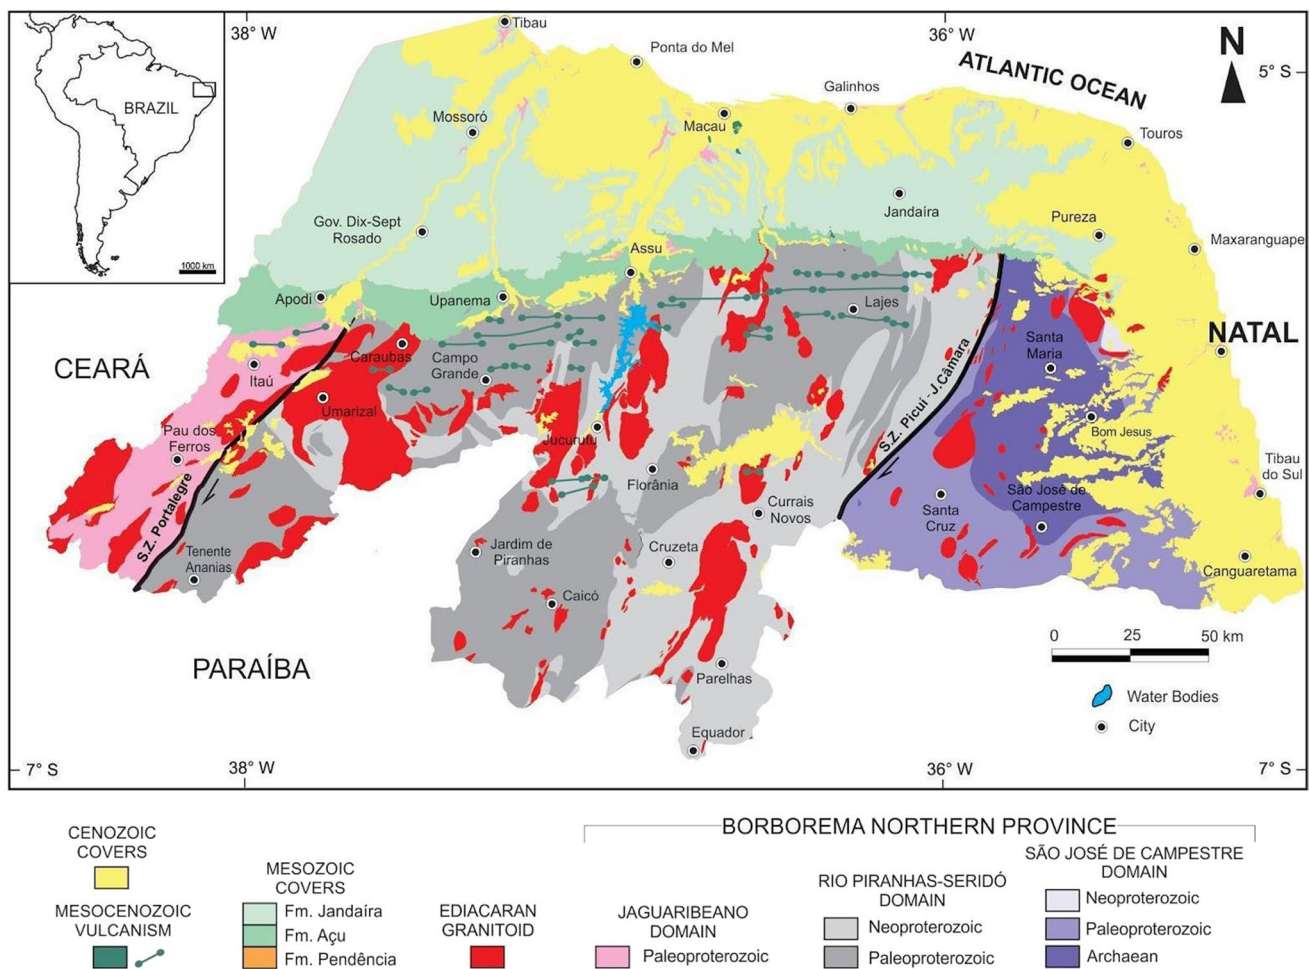 38° W
36° W
Tibau
Ponta do Mel
ATLANTIC OCEAN
N
5° S
BRAZIL
Galinhos
Mossoró
Macau
Touros
Jandaíra
Pureza
Gov. Dix-Sept
Rosado
Maxaranguape
Assu
1000 km
Apodi
Upanema
Lajes
NATAL
Santa
Maria
CEARÁ
Caraubas
Campo
Grande
Itaú
S.Z. Picuí - J.Câmara
Umarizal
Pau dos
Ferros
Jucurutu
Bom Jesus
Tibau
do Sul
Florânia
S.Z. Portalegre
São José de
Campestre
Santa
Cruz
Currais
Novos
Tenente
Ananias
Jardim de
Piranhas
Cruzeta
Canguaretama
Caicó
0 25 50 km
PARAÍBA
Parelhas
Water Bodies
City
Equador
7° S
38° W
36° W
7° S
CENOZOIC
COVERS
MESOCENOZOIC
VULCANISM
MESOZOIC
COVERS
Fm. Jandaíra
Fm. Açu
Fm. Pendência
EDIACARAN
GRANITOID
BORBOREMA NORTHERN PROVINCE
JAGUARIBEANO
DOMAIN
Paleoproterozoic
RIO PIRANHAS-SERIDÓ
DOMAIN
Neoproterozoic
Paleoproterozoic
SÃO JOSÉ DE CAMPESTRE
DOMAIN
Neoproterozoic
Paleoproterozoic
Archaean